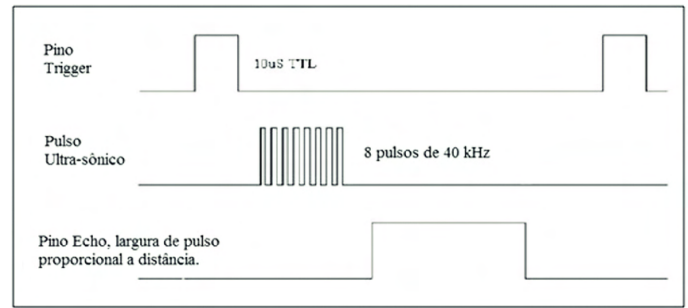 Pino
Trigger
10uS TTL
Pulso
Ultra-sônico
8 pulsos de 40 kHz
Pino Echo, largura de pulso
proporcional a distância.